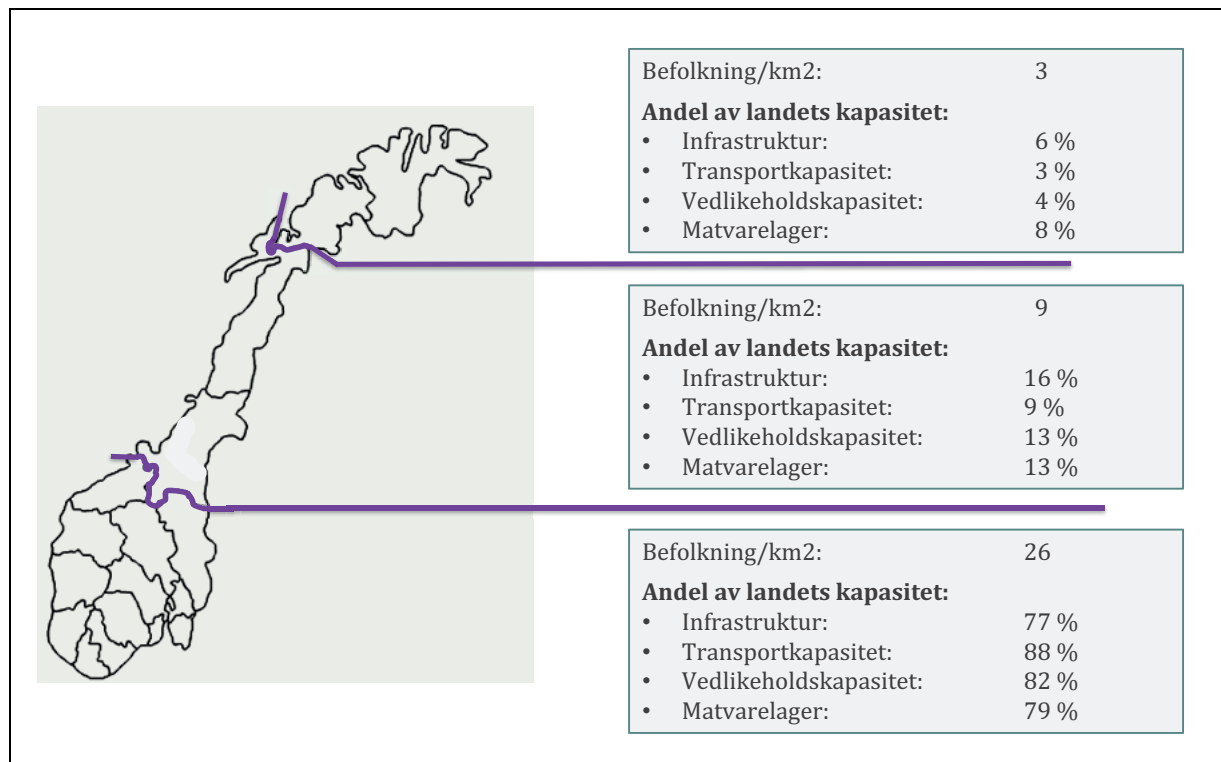 Befolkning/km2: 3
Andel av landets kapasitet:
• Infrastruktur: 6 %
• Transportkapasitet: 3 %
• Vedlikeholdskapasitet: 4 %
• Matvarelager: 8 %
Befolkning/km2: 9
Andel av landets kapasitet:
• Infrastruktur: 16 %
• Transportkapasitet: 9 %
• Vedlikeholdskapasitet: 13 %
• Matvarelager: 13 %
Befolkning/km2: 26
Andel av landets kapasitet:
• Infrastruktur: 77 %
• Transportkapasitet: 88 %
• Vedlikeholdskapasitet: 82 %
• Matvarelager: 79 %